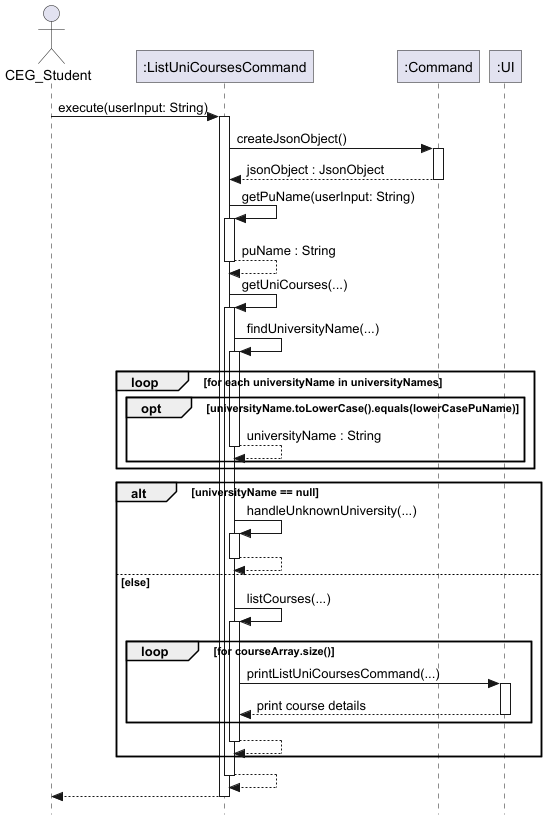 CEG_Student
:ListUniCoursesCommand
:Command
:UI
execute(userInput: String)
createJsonObject()
jsonObject : JsonObject
getPuName(userInput: String)
puName : String
getUniCourses(...)
findUniversityName(...)
loop [for each universityName in universityNames]
opt [universityName.toLowerCase().equals(lowerCasePuName)]
universityName : String
alt [universityName == null]
handleUnknownUniversity(...)
[else]
listCourses(...)
loop [for courseArray.size()]
printListUniCoursesCommand(...)
print course details